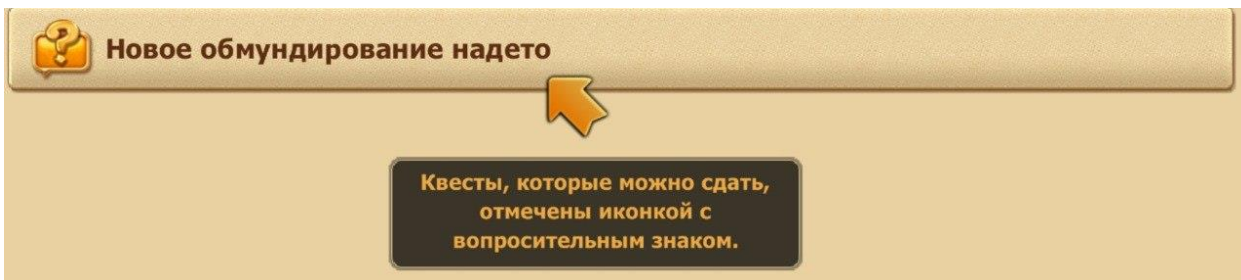 Новое обмундирование надето
Квесты, которые можно сдать,
отмечены иконкой с
вопросительным знаком.